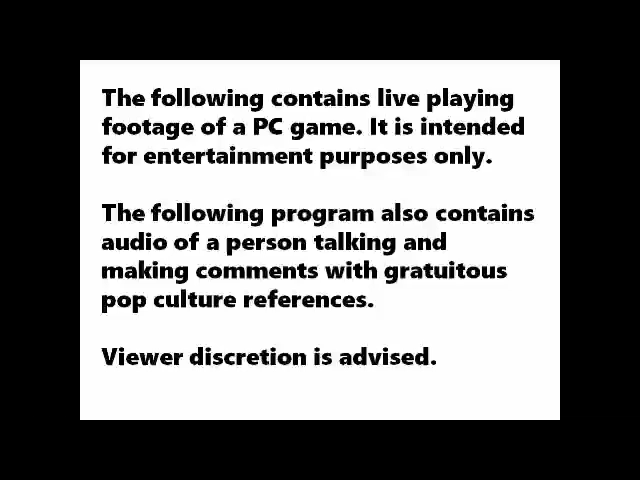 The following contains live playing
footage of a PC game. It is intended
for entertainment purposes only.
The following program also contains
audio of a person talking and
making comments with gratuitous
pop culture references.
Viewer discretion is advised.